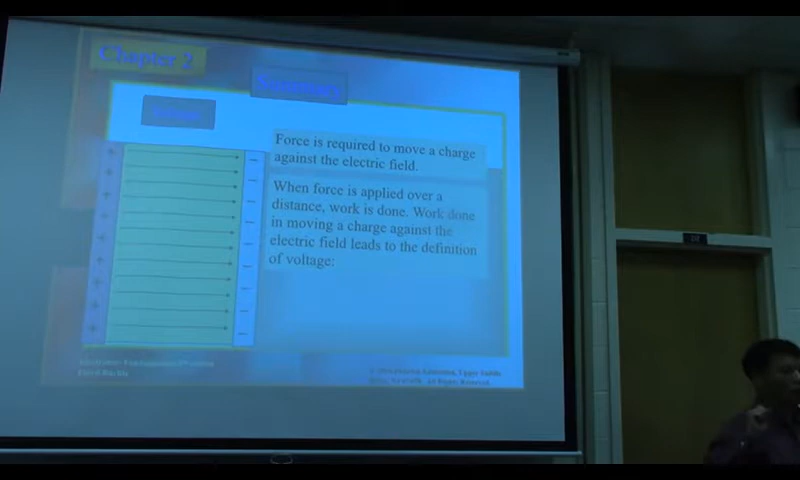 Chapter 2
Summary
Force is required to move a charge
against the electric field.
When force is applied over a
distance, work is done. Work done
in moving a charge against the
electric field leads to the definition
of voltage: